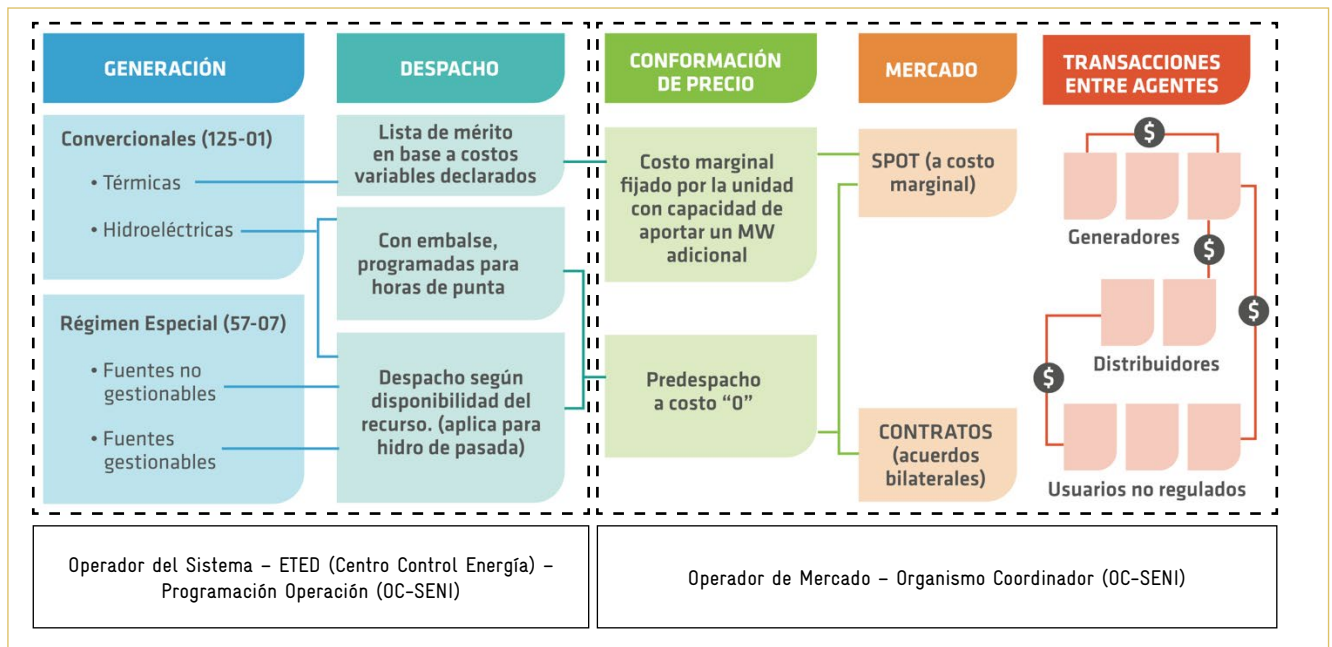 GENERACIÓN
Convercionales (125-01)
• Térmicas
• Hidroeléctricas
Régimen Especial (57-07)
• Fuentes no
gestionables
• Fuentes
gestionables
DESPACHO
Lista de mérito
en base a costos
variables declarados
Con embalse,
programadas para
horas de punta
Despacho según
disponibilidad del
recurso. (aplica para
hidro de pasada)
CONFORMACIÓN
DE PRECIO
Costo marginal
fijado por la unidad
con capacidad de
aportar un MW
adicional
Predespacho
a costo “0”
MERCADO
SPOT (a costo
marginal)
CONTRATOS
(acuerdos
bilaterales)
TRANSACCIONES
ENTRE AGENTES
$
Generadores
$
$
Distribuidores
$
Usuarios no regulados
Operador del Sistema – ETED (Centro Control Energía) –
Programación Operación (OC-SENI)
Operador de Mercado – Organismo Coordinador (OC-SENI)